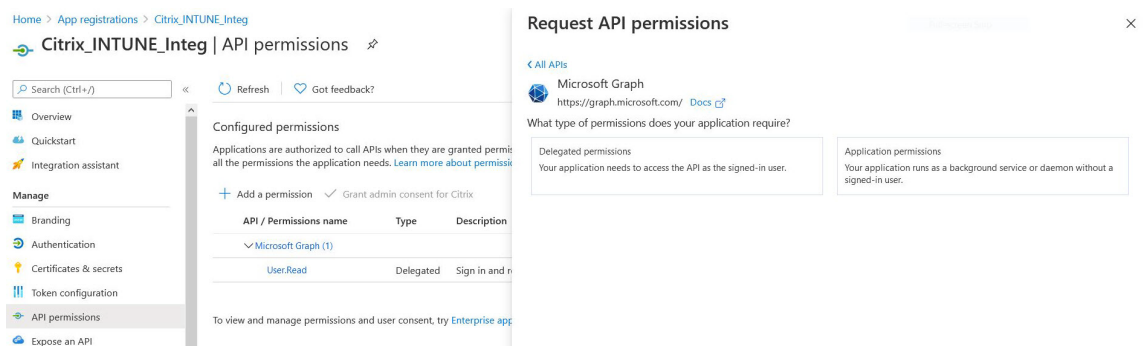 Home > App registrations > Citrix_INTUNE_Integ
Citrix_INTUNE_Integ | API permissions
Search (Ctrl+/)
«
Overview
Quickstart
Integration assistant
Manage
Branding
Authentication
Certificates & secrets
Token configuration
API permissions
Expose an API
Refresh
Got feedback?
Configured permissions
Applications are authorized to call APIs when they are granted permis
all the permissions the application needs. Learn more about permissio
+ Add a permission ✓ Grant admin consent for Citrix
API / Permissions name Type Description
Microsoft Graph (1)
User.Read Delegated Sign in and r
To view and manage permissions and user consent, try Enterprise app
Request API permissions
All APIs
Microsoft Graph
https://graph.microsoft.com/ Docs
What type of permissions does your application require?
Delegated permissions
Your application needs to access the API as the signed-in user.
Application permissions
Your application runs as a background service or daemon without a
signed-in user.